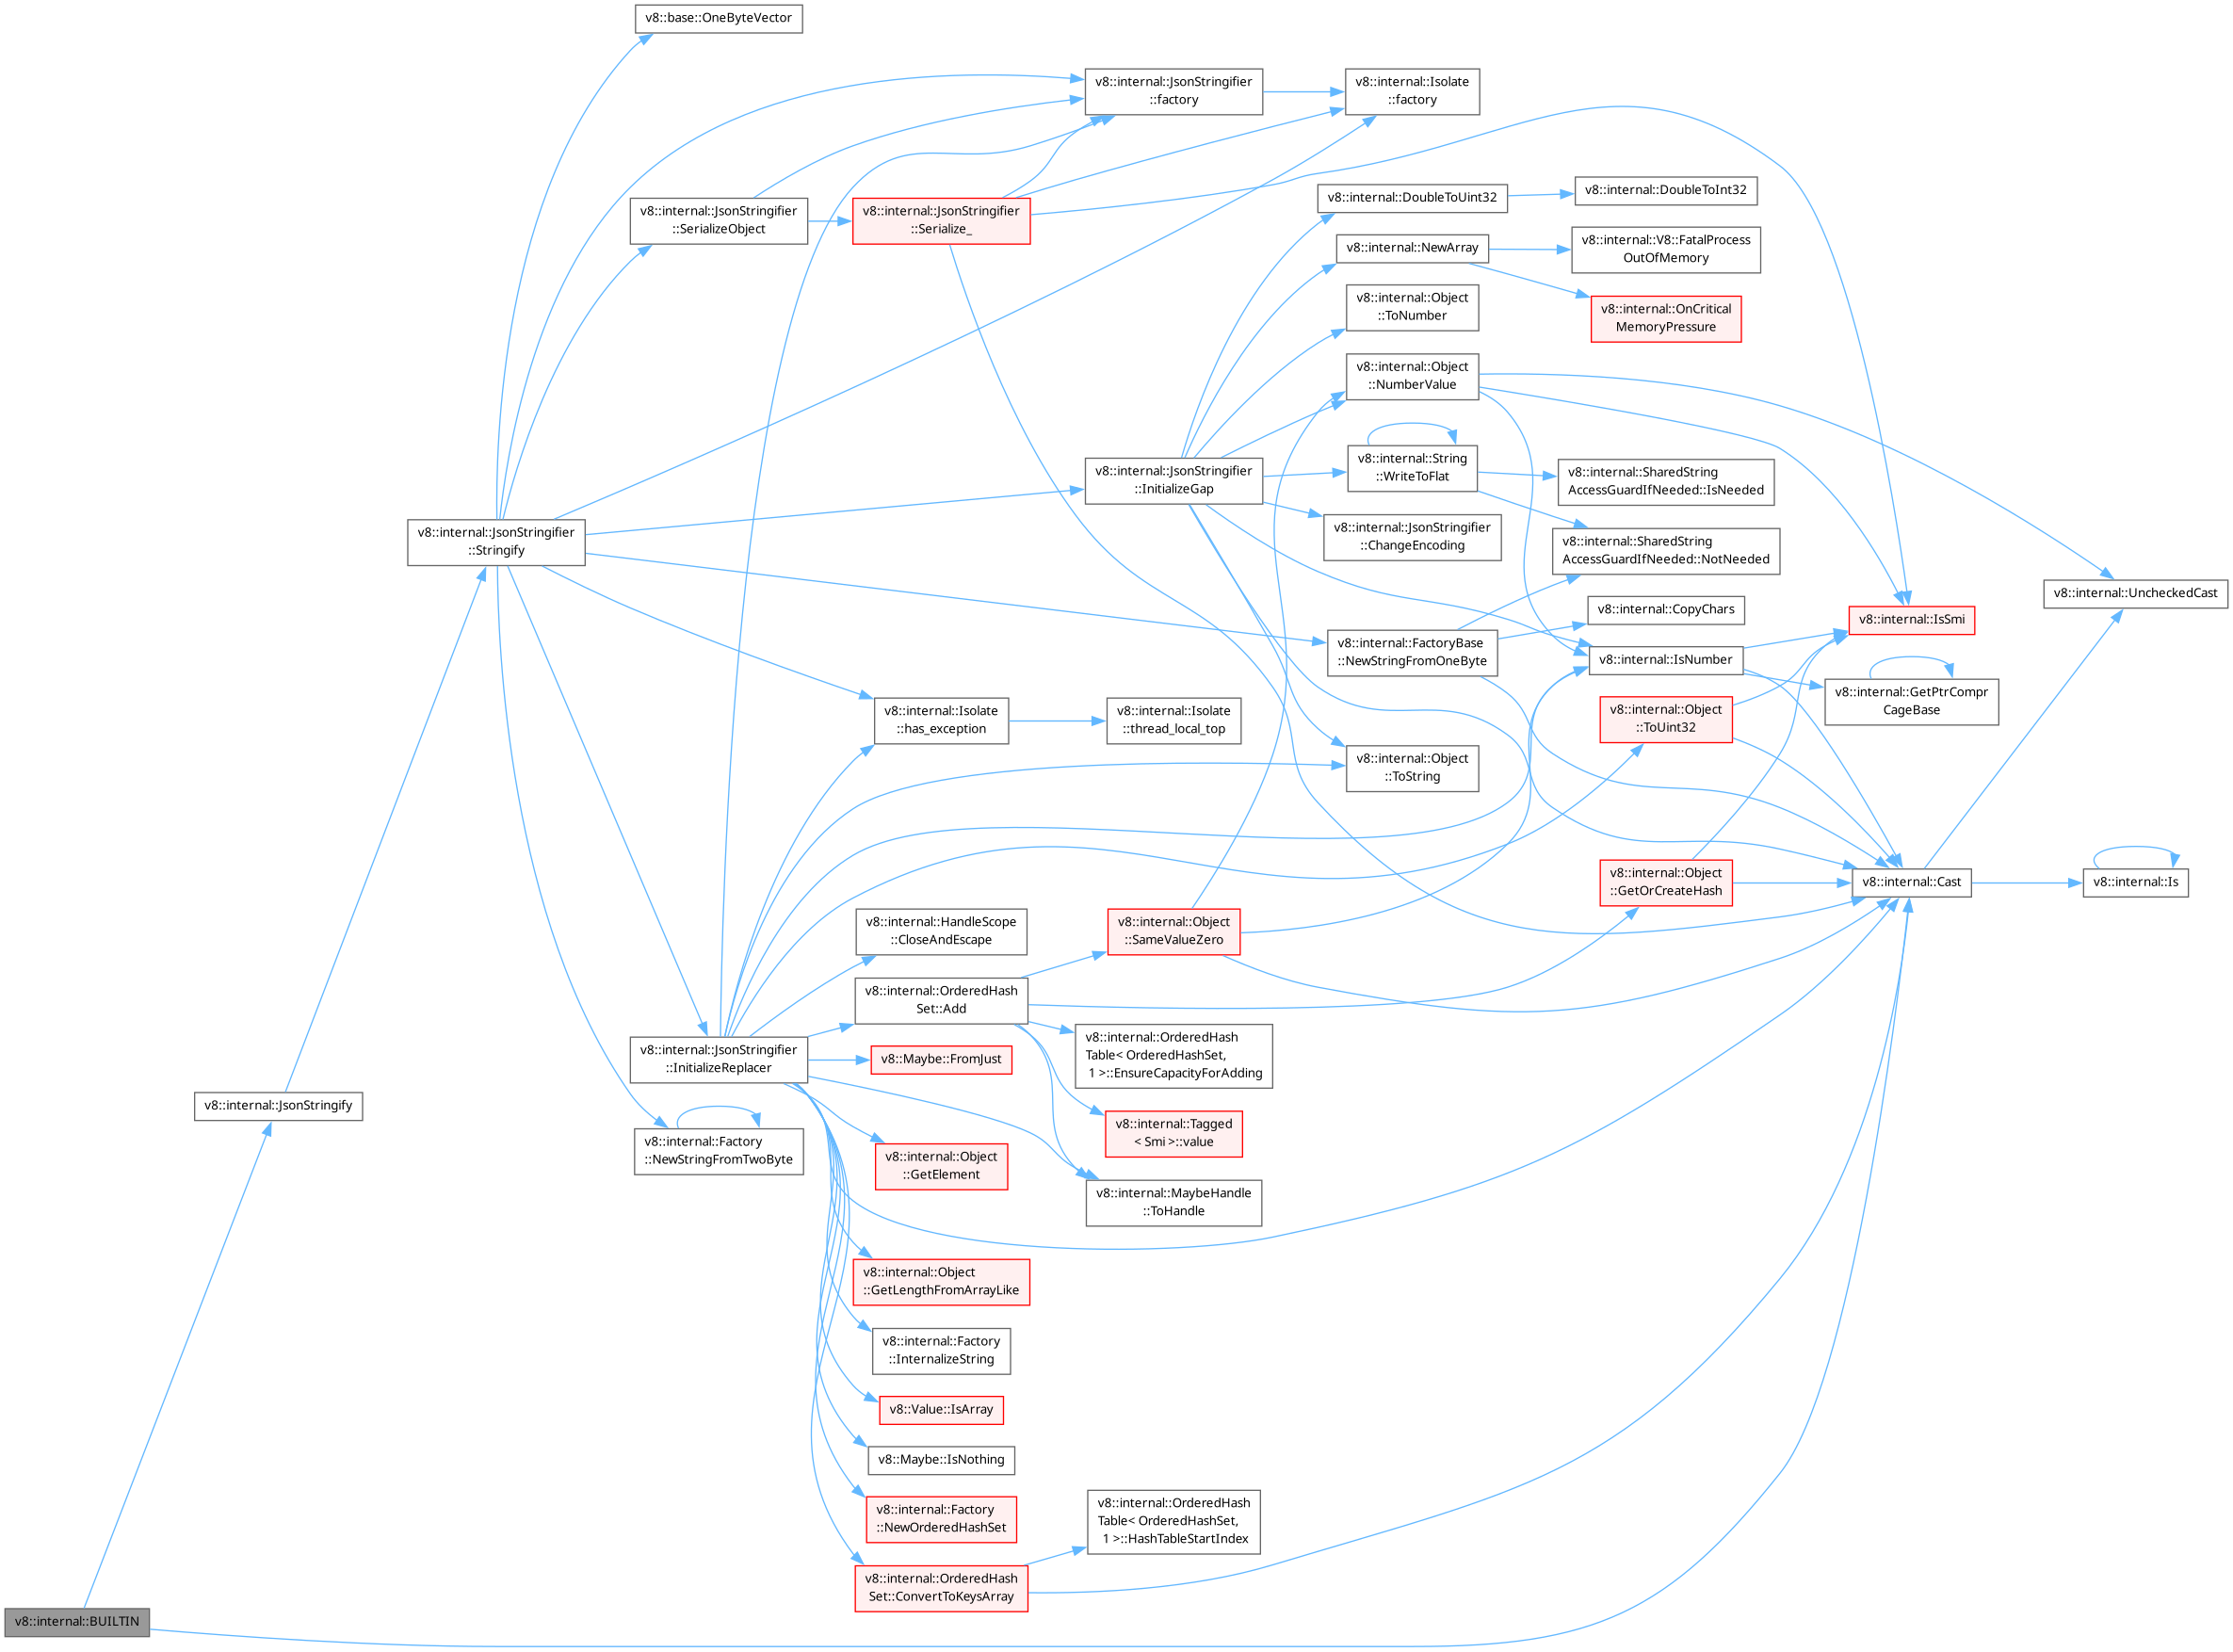 v8::base::OneByteVector
v8::internal::JsonStringifier
::factory
v8::internal::Isolate
::factory
v8::internal::DoubleToInt32
v8::internal::DoubleToUint32
v8::internal::JsonStringifier
::SerializeObject
v8::internal::JsonStringifier
::Serialize_
v8::internal::NewArray
v8::internal::V8::FatalProcess
OutOfMemory
v8::internal::Object
::ToNumber
v8::internal::OnCritical
MemoryPressure
v8::internal::Object
::NumberValue
v8::internal::JsonStringifier
::InitializeGap
v8::internal::String
::WriteToFlat
v8::internal::SharedString
AccessGuardIfNeeded::IsNeeded
v8::internal::JsonStringifier
::Stringify
v8::internal::JsonStringifier
::ChangeEncoding
v8::internal::SharedString
AccessGuardIfNeeded::NotNeeded
v8::internal::UncheckedCast
v8::internal::CopyChars
v8::internal::IsSmi
v8::internal::FactoryBase
::NewStringFromOneByte
v8::internal::IsNumber
v8::internal::GetPtrCompr
CageBase
v8::internal::Isolate
::has_exception
v8::internal::Isolate
::thread_local_top
v8::internal::Object
::ToUint32
v8::internal::Object
::ToString
v8::internal::Object
::GetOrCreateHash
v8::internal::Cast
v8::internal::Is
v8::internal::HandleScope
::CloseAndEscape
v8::internal::Object
::SameValueZero
v8::internal::OrderedHash
Set::Add
v8::internal::JsonStringifier
::InitializeReplacer
v8::Maybe::FromJust
v8::internal::OrderedHash
Table< OrderedHashSet,
1 >::EnsureCapacityForAdding
v8::internal::JsonStringify
v8::internal::Factory
::NewStringFromTwoByte
v8::internal::Object
::GetElement
v8::internal::Tagged
< Smi >::value
v8::internal::MaybeHandle
::ToHandle
v8::internal::Object
::GetLengthFromArrayLike
v8::internal::Factory
::InternalizeString
v8::Value::IsArray
v8::Maybe::IsNothing
v8::internal::Factory
::NewOrderedHashSet
v8::internal::OrderedHash
Table< OrderedHashSet,
1 >::HashTableStartIndex
v8::internal::OrderedHash
Set::ConvertToKeysArray
v8::internal::BUILTIN